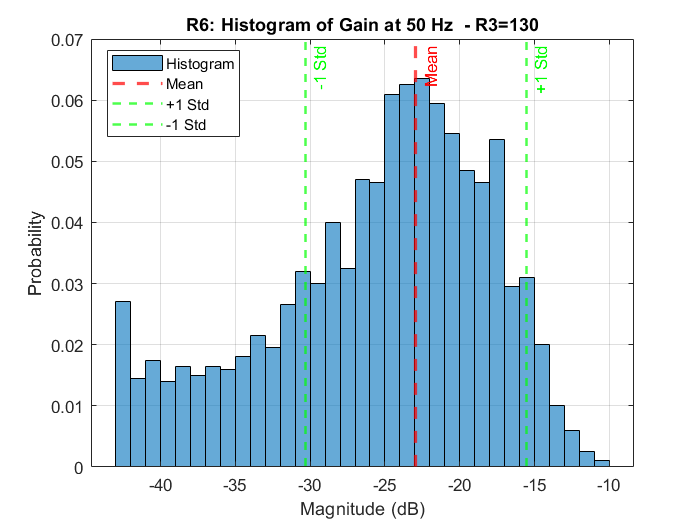 R6: Histogram of Gain at 50 Hz  - R3=130
0.07
0.06
0.05
0.04
0.03
0.02
0.01
0
Probability
Histogram
Mean
+1 Std
-1 Std
-1 Std
Mean
+1 Std
-40
-35
-30
-25
-20
-15
-10
Magnitude (dB)